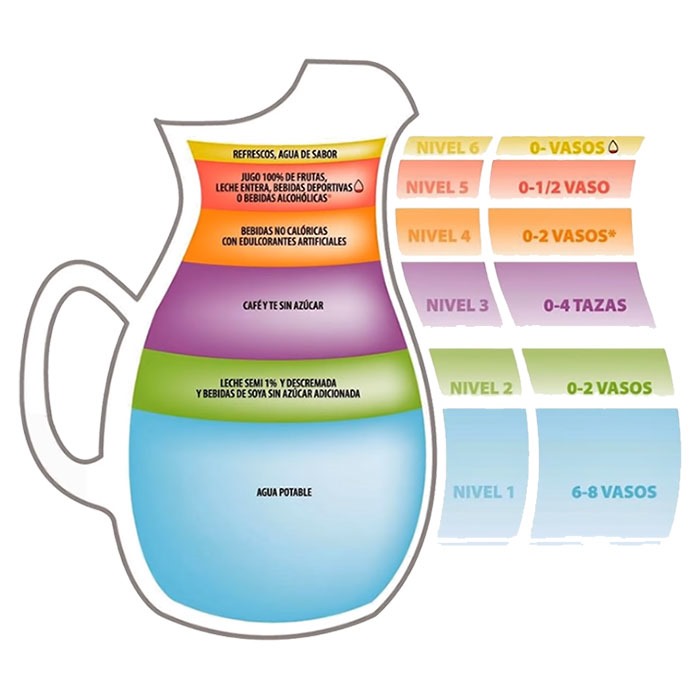 REFRESCOS, AGUA DE SABOR
NIVEL 6
0- VASOS
JUGO 100% DE FRUTAS,
LECHE ENTERA, BEBIDAS DEPORTIVAS
O BEBIDAS ALCOHÓLICAS*
NIVEL 5
0-1/2 VASO
BEBIDAS NO CALÓRICAS
CON EDULCORANTES ARTIFICIALES
NIVEL 4
0-2 VASOS*
CAFÉ Y TE SIN AZÚCAR
NIVEL 3
0-4 TAZAS
LECHE SEMI 1% Y DESCREMADA
Y BEBIDAS DE SOYA SIN AZÚCAR ADICIONADA
NIVEL 2
0-2 VASOS
AGUA POTABLE
NIVEL 1
6-8 VASOS